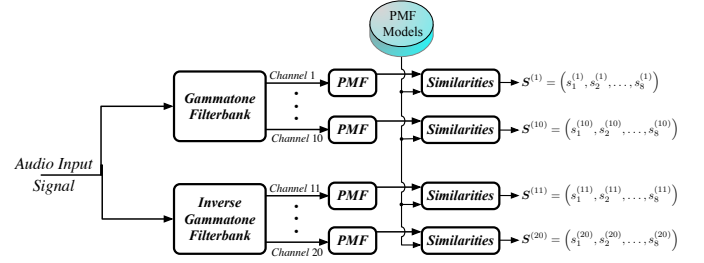 PMF
Models
Channel 1
PMF
Similarities
S^(1) = (s_1^(1), s_2^(1), . . . , s_8^(1))
Gammatone
Filterbank
Channel 10
PMF
Similarities
S^(10) = (s_1^(10), s_2^(10), . . . , s_8^(10))
Audio Input
Signal
Channel 11
PMF
Similarities
S^(11) = (s_1^(11), s_2^(11), . . . , s_8^(11))
Inverse
Gammatone
Filterbank
Channel 20
PMF
Similarities
S^(20) = (s_1^(20), s_2^(20), . . . , s_8^(20))